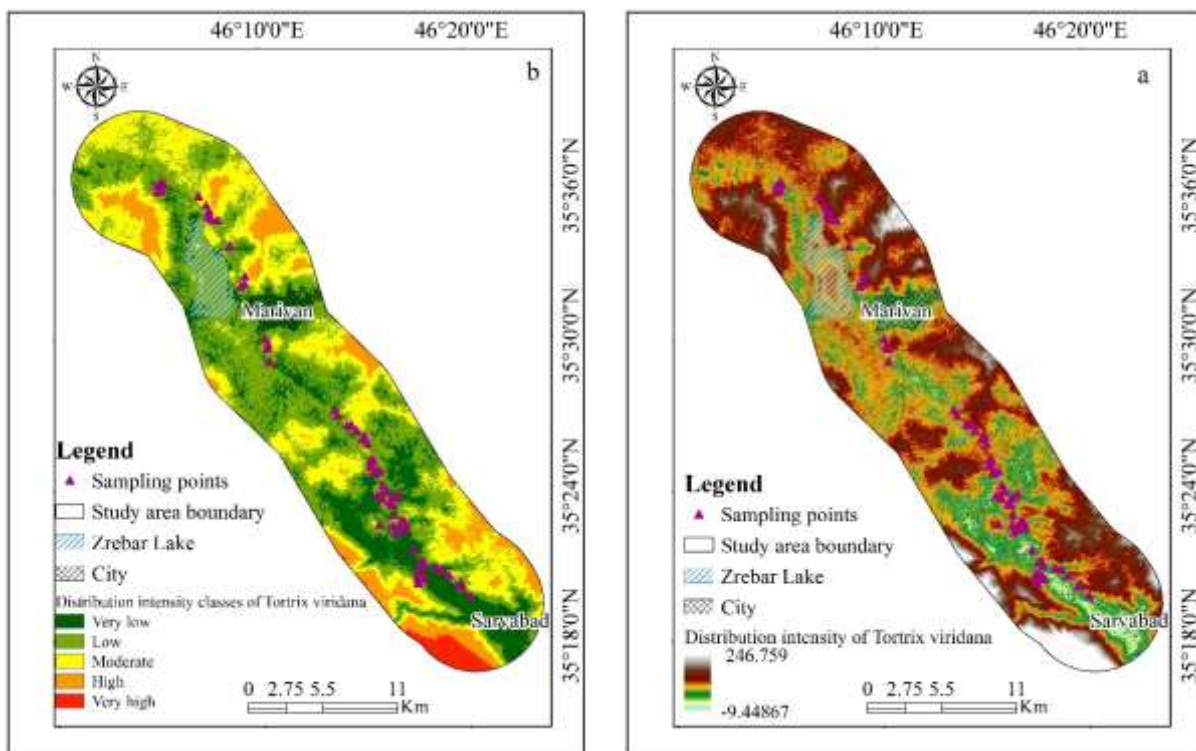 46°10'0"E 46°20'0"E
b
N
W E
S
35°36'0"N
35°30'0"N
35°24'0"N
35°18'0"N
Marivan
Sarvabad
Legend
Sampling points
Study area boundary
Zrebar Lake
City
Distribution intensity classes of Tortrix viridana
Very low
Low
Moderate
High
Very high
0 2.75 5.5 11
Km
46°10'0"E 46°20'0"E
a
N
W E
S
35°36'0"N
35°30'0"N
35°24'0"N
35°18'0"N
Marivan
Sarvabad
Legend
Sampling points
Study area boundary
Zrebar Lake
City
Distribution intensity of Tortrix viridana
246.759
-9.44867
0 2.75 5.5 11
Km